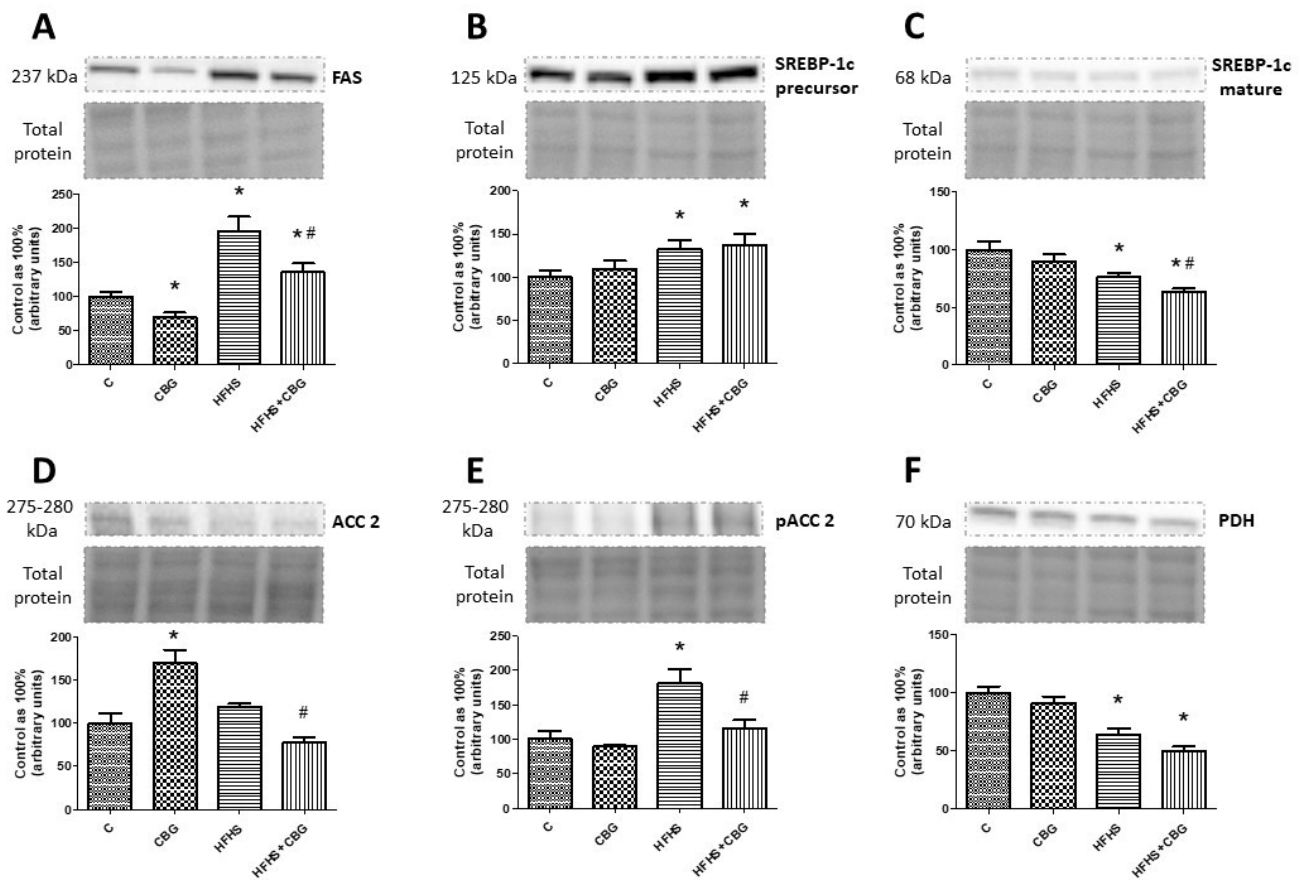 A
237 kDa
FAS
Total
protein
Control as 100%
(arbitrary units)
250
200
150
100
50
0
*
*
* #
C
CBG
HFHS
HFHS+CBG
B
125 kDa
SREBP-1c
precursor
Total
protein
Control as 100%
(arbitrary units)
200
150
100
50
0
*
*
C
CBG
HFHS
HFHS+CBG
C
68 kDa
SREBP-1c
mature
Total
protein
Control as 100%
(arbitrary units)
150
100
50
0
*
* #
C
CBG
HFHS
HFHS+CBG
D
275-280
kDa
ACC 2
Total
protein
Control as 100%
(arbitrary units)
200
150
100
50
0
*
#
C
CBG
HFHS
HFHS+CBG
E
275-280
kDa
pACC 2
Total
protein
Control as 100%
(arbitrary units)
250
200
150
100
50
0
*
#
C
CBG
HFHS
HFHS+CBG
F
70 kDa
PDH
Total
protein
Control as 100%
(arbitrary units)
150
100
50
0
*
*
C
CBG
HFHS
HFHS+CBG